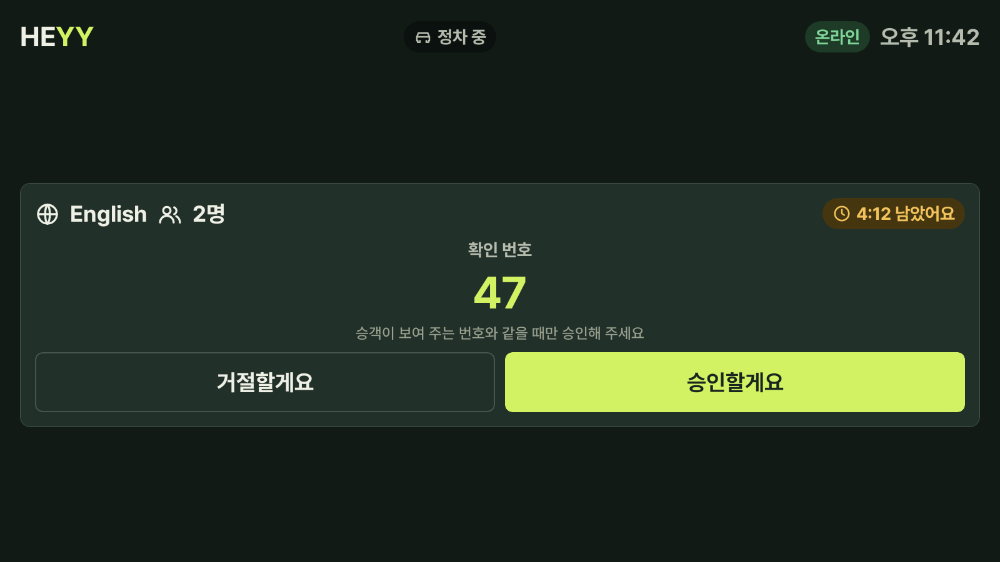 HEYY
정차 중
온라인 오후 11:42
English 2명
4:12 남았어요
확인 번호
47
승객이 보여 주는 번호와 같을 때만 승인해 주세요
거절할게요
승인할게요